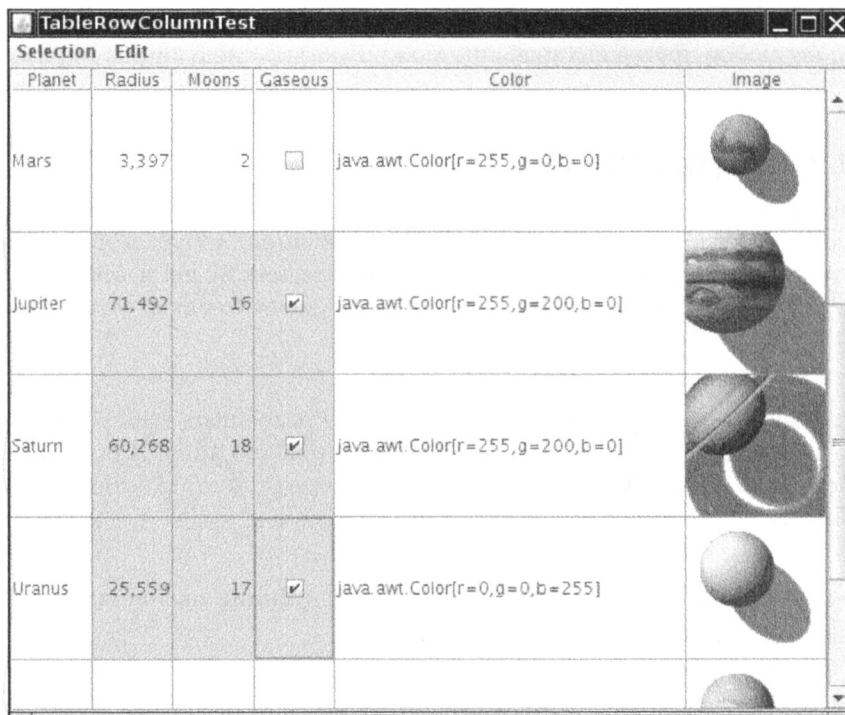 TableRowColumnTest
Selection Edit
Planet Radius Moons Gaseous Color Image
Mars 3,397 2 java.awt.Color[r=255,g=0,b=0]
Jupiter 71,492 16 java.awt.Color[r=255,g=200,b=0]
Saturn 60,268 18 java.awt.Color[r=255,g=200,b=0]
Uranus 25,559 17 java.awt.Color[r=0,g=0,b=255]